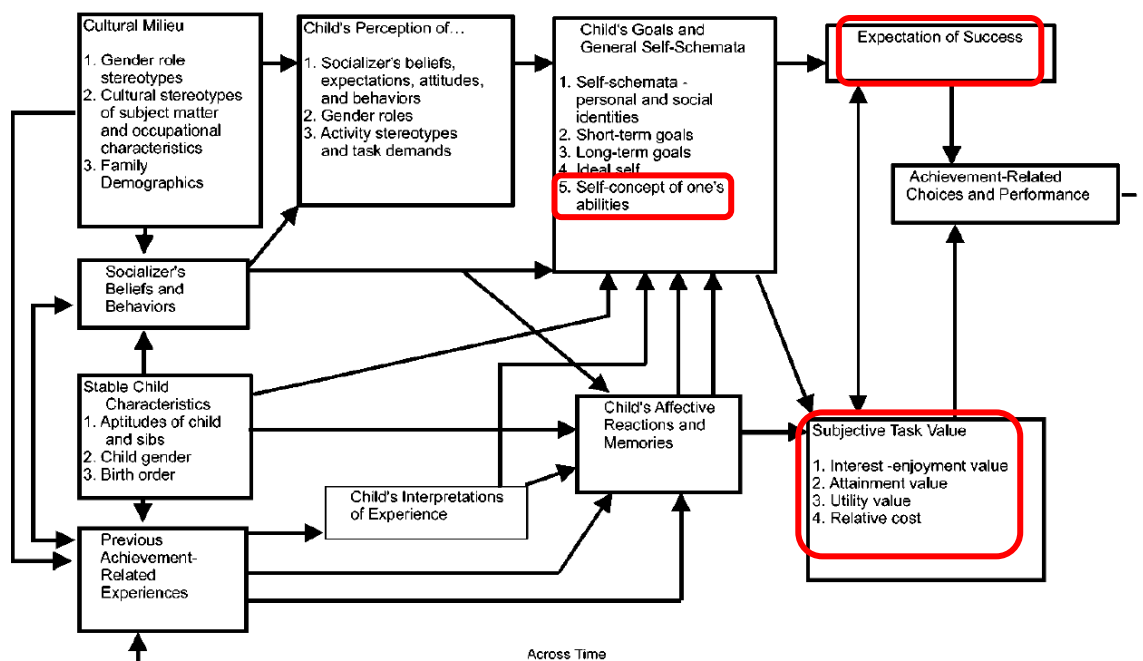 Cultural Milieu
1. Gender role
stereotypes
2. Cultural stereotypes
of subject matter
and occupational
characteristics
3. Family
Demographics
Child's Perception of...
1. Socializer's beliefs,
expectations, attitudes,
and behaviors
2. Gender roles
3. Activity stereotypes
and task demands
Child's Goals and
General Self-Schemata
1. Self-schemata -
personal and social
identities
2. Short-term goals
3. Long-term goals
4. Ideal self
5. Self-concept of one's
abilities
Expectation of Success
Achievement-Related
Choices and Performance
Socializer's
Beliefs and
Behaviors
Stable Child
Characteristics
1. Aptitudes of child
and sibs
2. Child gender
3. Birth order
Previous
Achievement-
Related
Experiences
Child's Interpretations
of Experience
Child's Affective
Reactions and
Memories
Subjective Task Value
1. Interest -enjoyment value
2. Attainment value
3. Utility value
4. Relative cost
Across Time